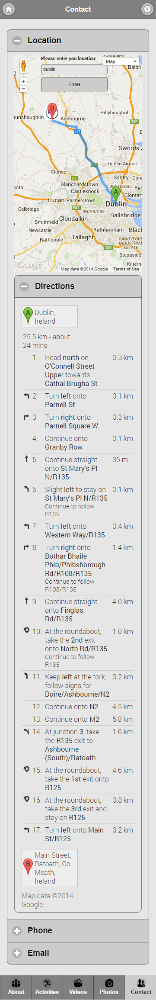 Contact
Location
Please enter you location:
Map
dublin
Enter
Stamullen
Balbri
Ballyboughal
Dunshaughlin
Ashbourne
E01
M2
Swords
N2
Dublin Airport
Clonee
N3
Santry
Donaba
Blanchardstown
WHITEHALL
ooth
Castleknock
Clontar
Lucan
Palmerstown
Dublin
E01
INCHICORE
Celbridge
Ballsbridge
Clondalkin
Smithfield
Rathfarnham
Blacl
Newcastle
Tallaght
SANDYFORD
INDUSTRIAL
ESTATE
Rathcoole
E01
Stepaside
Kiltern
Google
Map data ©2014 Google
Terms of Use
Directions
A
Dublin,
Ireland
25.5 km - about
24 mins
1. Head north on 0.3 km
O'Connell Street
Upper towards
Cathal Brugha St
2. Turn left onto 0.1 km
Parnell St
3. Turn right onto 0.3 km
Parnell Square W
4. Continue onto 0.1 km
Granby Row
5. Continue straight 35 m
onto St Mary's Pl
N/R135
6. Slight left to stay on 0.1 km
St Mary's Pl N/R135
Continue to follow
R135
7. Turn left onto 0.4 km
Western Way/R135
8. Turn right onto 1.4 km
Bóthar Bhaile
Phib/Phibsborough
Rd/R108/R135
Continue to follow
R108/R135
9. Continue straight 4.0 km
onto Finglas
Rd/R135
10. At the roundabout, 1.0 km
take the 2nd exit
onto North Rd/R135
Continue to follow
R135
11. Keep left at the fork, 0.2 km
follow signs for
Doire/Ashbourne/N2
12. Continue onto N2 4.5 km
13. Continue onto M2 5.8 km
14. At junction 3, take 1.6 km
the R135 exit to
Ashbourne
(South)/Ratoath
15. At the roundabout, 4.6 km
take the 1st exit onto
R125
16. At the roundabout, 0.8 km
take the 3rd exit and
stay on R125
17. Turn left onto Main 0.2 km
St/R125
B
Main Street,
Ratoath, Co.
Meath,
Ireland
Map data ©2014
Google
Phone
Email
About
Activities
Videos
Photos
Contact